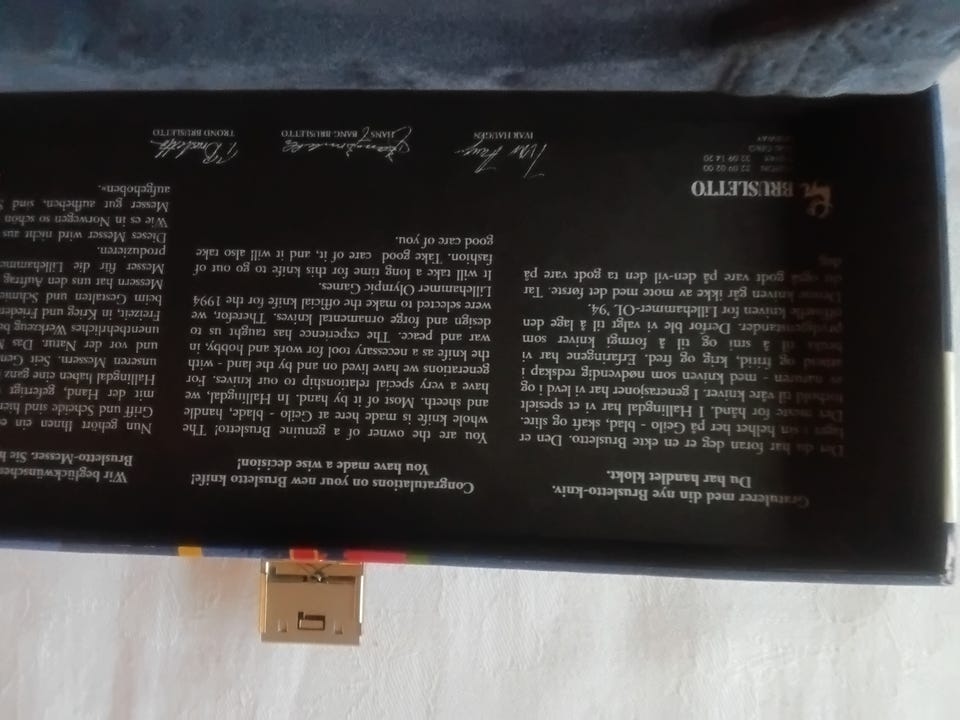 Gratulerer med din nye Brusletto-kniv.
Du har handlet klokt.
Det du har foran deg er en ekte Brusletto. Den er
laget i sin helhet her på Geilo - blad, skaft og slire.
Det meste for hånd. I Hallingdal har vi et spesielt
forhold til våre kniver. I generasjoner har vi levd i og
av naturen - med kniven som nødvendig redskap i
arbeid og fritid, krig og fred. Erfaringene har vi
brukt til å smi og til å formgi kniver som
prydgjenstander. Derfor ble vi valgt til å lage den
offisielle kniven for Lillehammer-OL '94.
Denne kniven går ikke av mote med det første. Tar
du også godt vare på den-vil den ta godt vare på
deg.
Congratulations on your new Brusletto knife!
You have made a wise decision!
You are the owner of a genuine Brusletto! The
whole knife is made here at Geilo - blade, handle
and sheeth. Most of it by hand. In Hallingdal, we
have a very special relationship to our knives. For
generations we have lived on and by the land - with
the knife as a necessary tool for work and hobby, in
war and peace. The experience has taught us to
design and forge ornamental knives. Therefore, we
were selected to make the official knife for the 1994
Lillehammer Olympic Games.
It will take a long time for this knife to go out of
fashion. Take good care of it, and it will also take
good care of you.
Wir beglückwünschen
Brusletto-Messer. Sie
Nun gehört Ihnen ein
Griff und Scheide sind hier
mit der Hand, gefertigt
Hallingdal haben eine ganz
unseren Messern. Seit
und vor der Natur. Das
unentbehrliches Werkzeug
Freizeit, in Krieg und Frieden
beim Gestalten und
Messern hat uns den Auftrag
Messer für die Lillehammer
produzieren.
Dieses Messer wird nicht aus
Wie es in Norwegen so schön
Messer gut aufheben, sind
aufgehoben».
BRUSLETTO
32 09 02 00
32 09 14 20
IVAR HAUGEN
HANS J. BANG BRUSLETTO
TROND BRUSLETTO